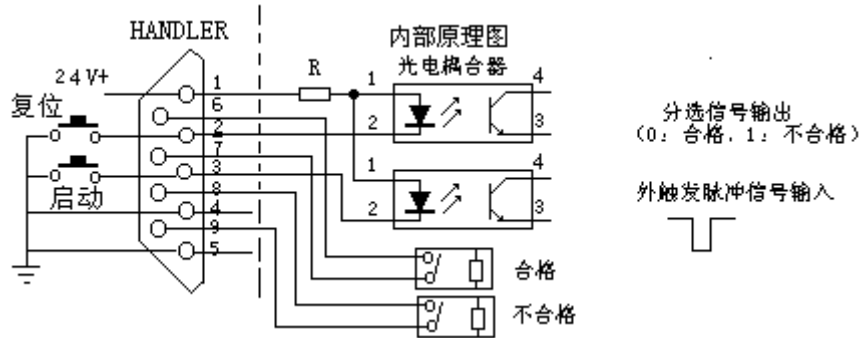 HANDLER
内部原理图
光电耦合器
24V+
复位
启动
R
1
6
2
7
3
8
4
9
5
1
2
4
3
1
2
4
3
合格
不合格
分选信号输出
(0：合格．1：不合格)
外触发脉冲信号输入